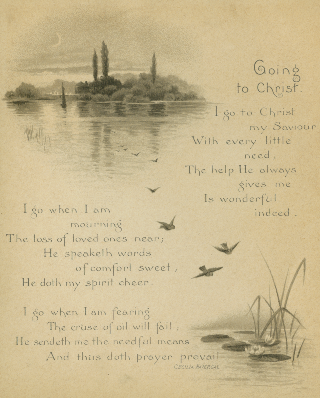 Going
to Christ.
I go to Christ
my Saviour
With every little
need,
The help He always
gives me
Is wonderful
indeed.
I go when I am
mourning
The loss of loved ones near;
He speaketh words
of comfort sweet,
He doth my spirit cheer.
I go when I am fearing
The cruse of oil will fail;
He sendeth me the needful means
And thus doth prayer prevail.